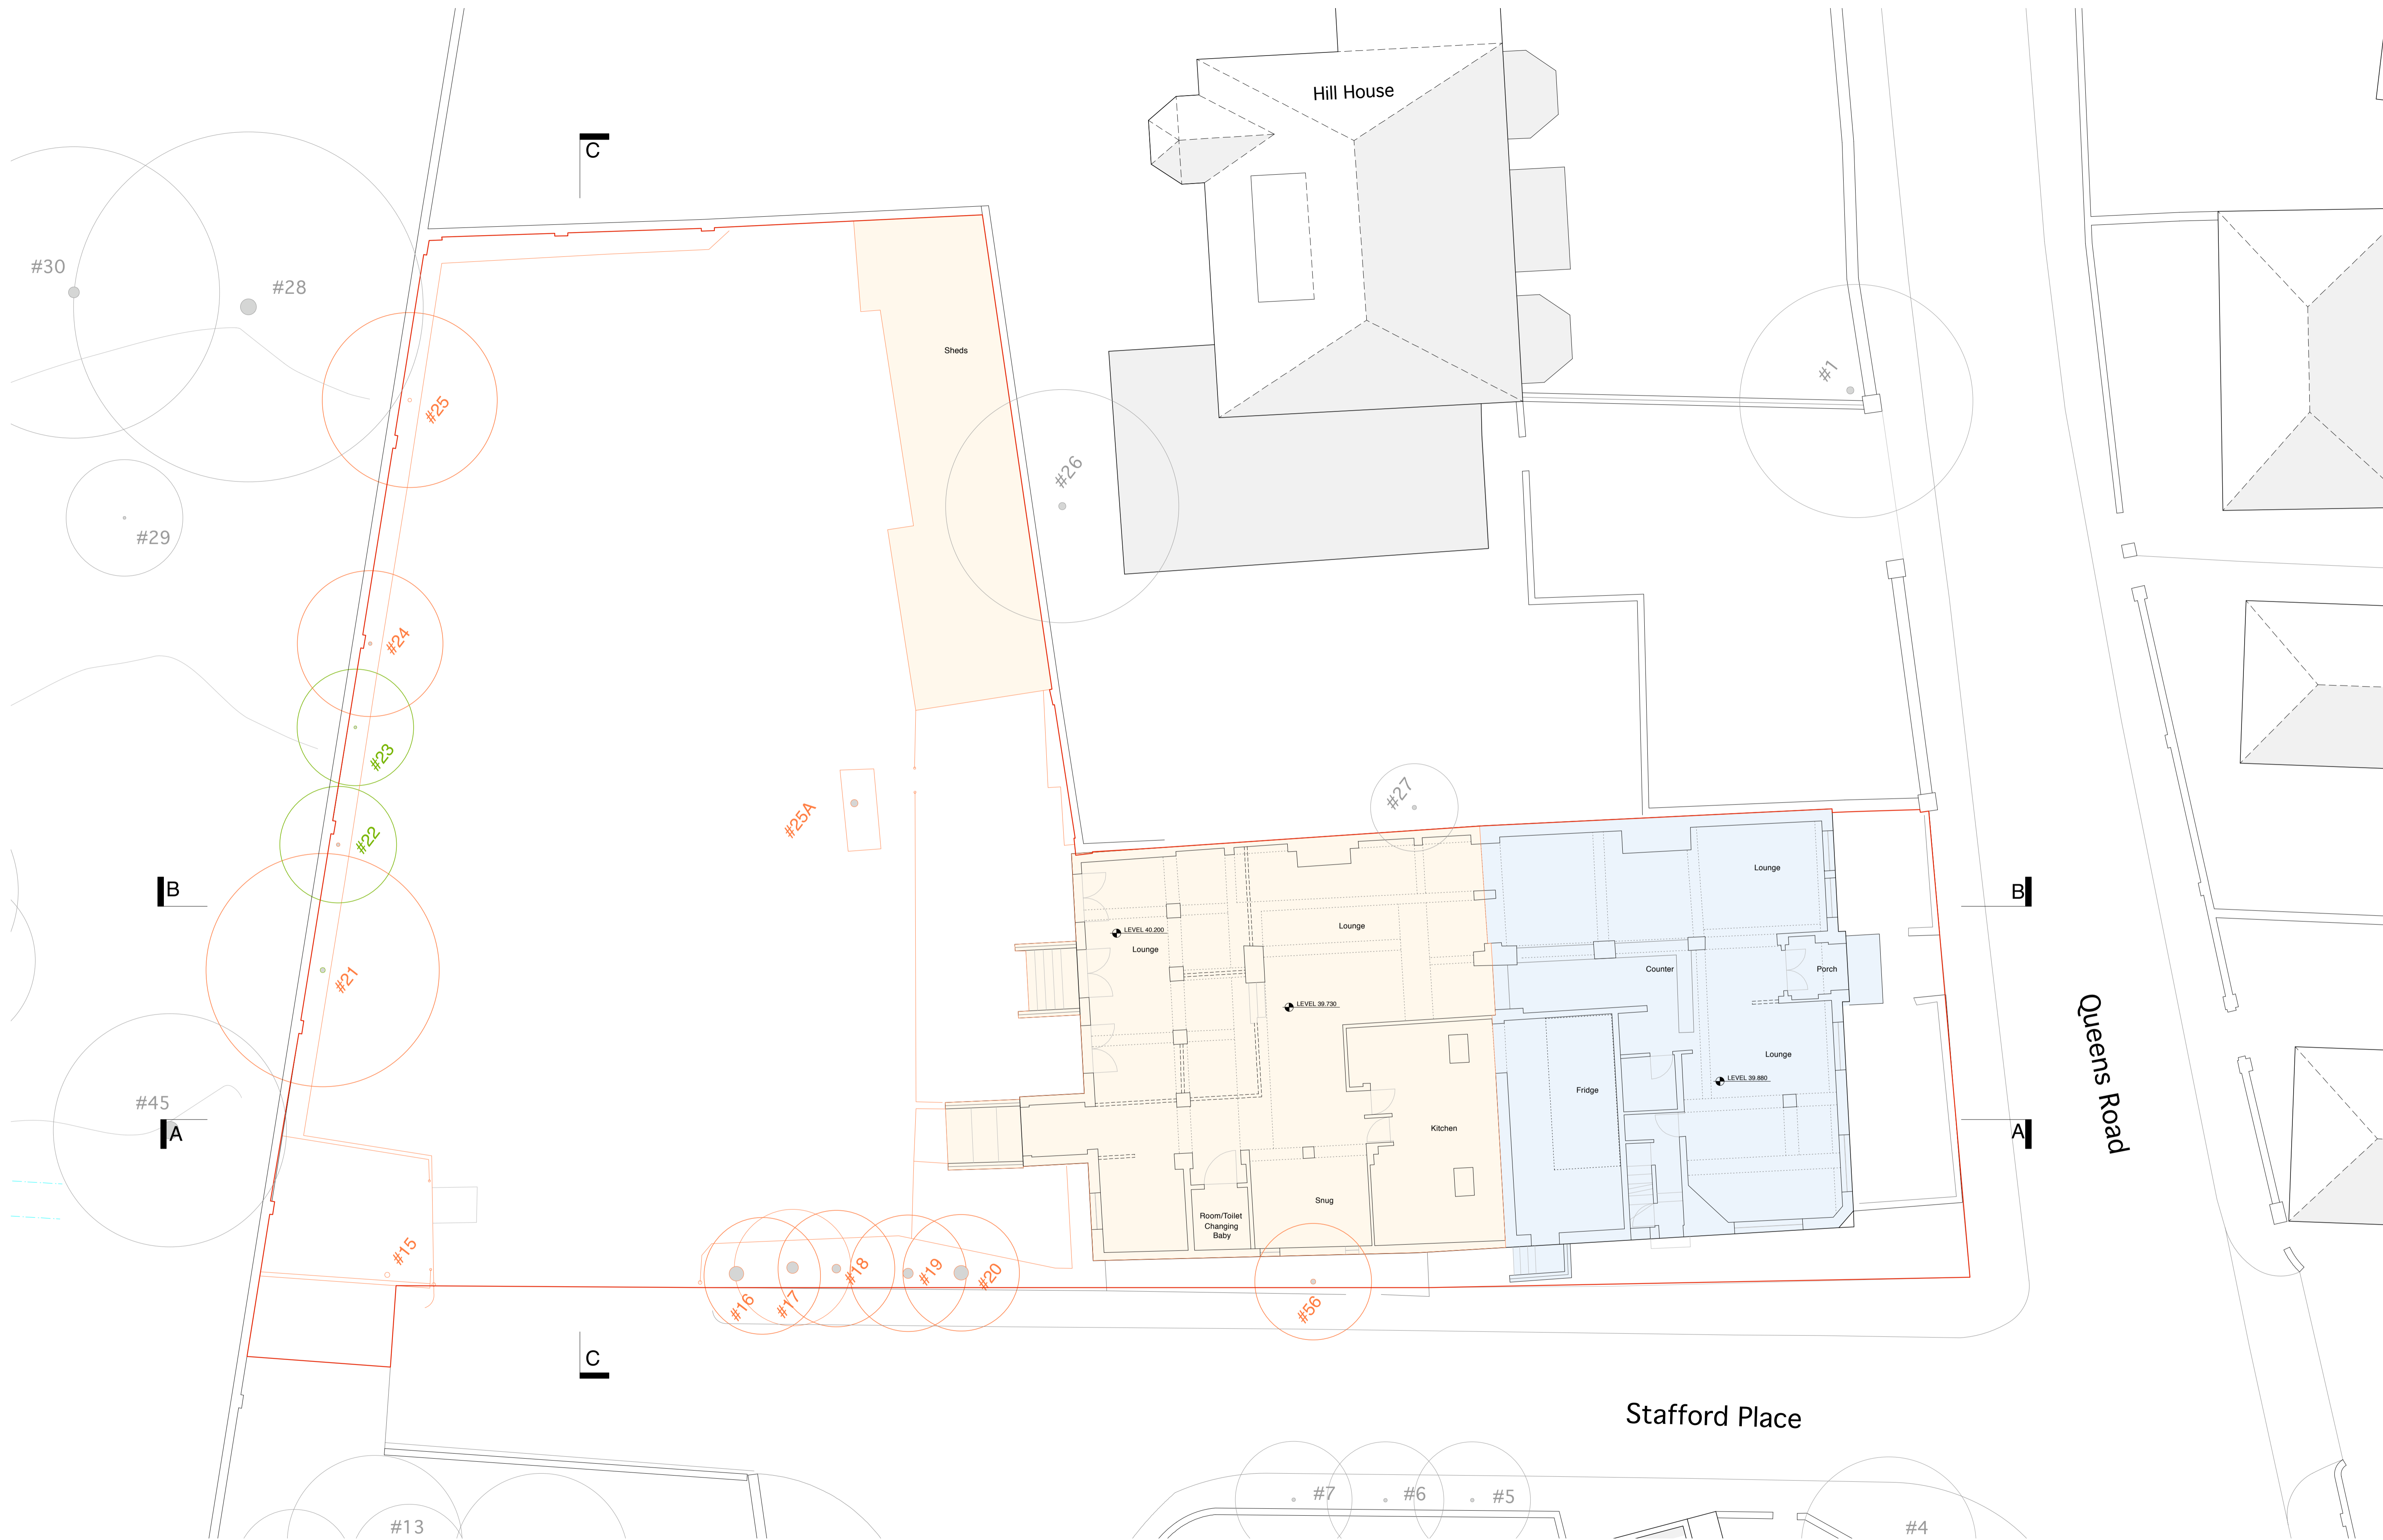 Hill House
C
#30
#28
Sheds
#1
#25
#26
#29
#24
#23
#27
#25A
#22
Lounge
B
B
LEVEL 40.200
Lounge
Lounge
Counter
Porch
#21
LEVEL 39.730
Queens Road
Lounge
LEVEL 39.880
Fridge
#45
A
Kitchen
A
Snug
Room/Toilet
Changing
Baby
#15
#16
#17
#18
#19
#20
#56
C
Stafford Place
#7
#6
#5
#13
#4